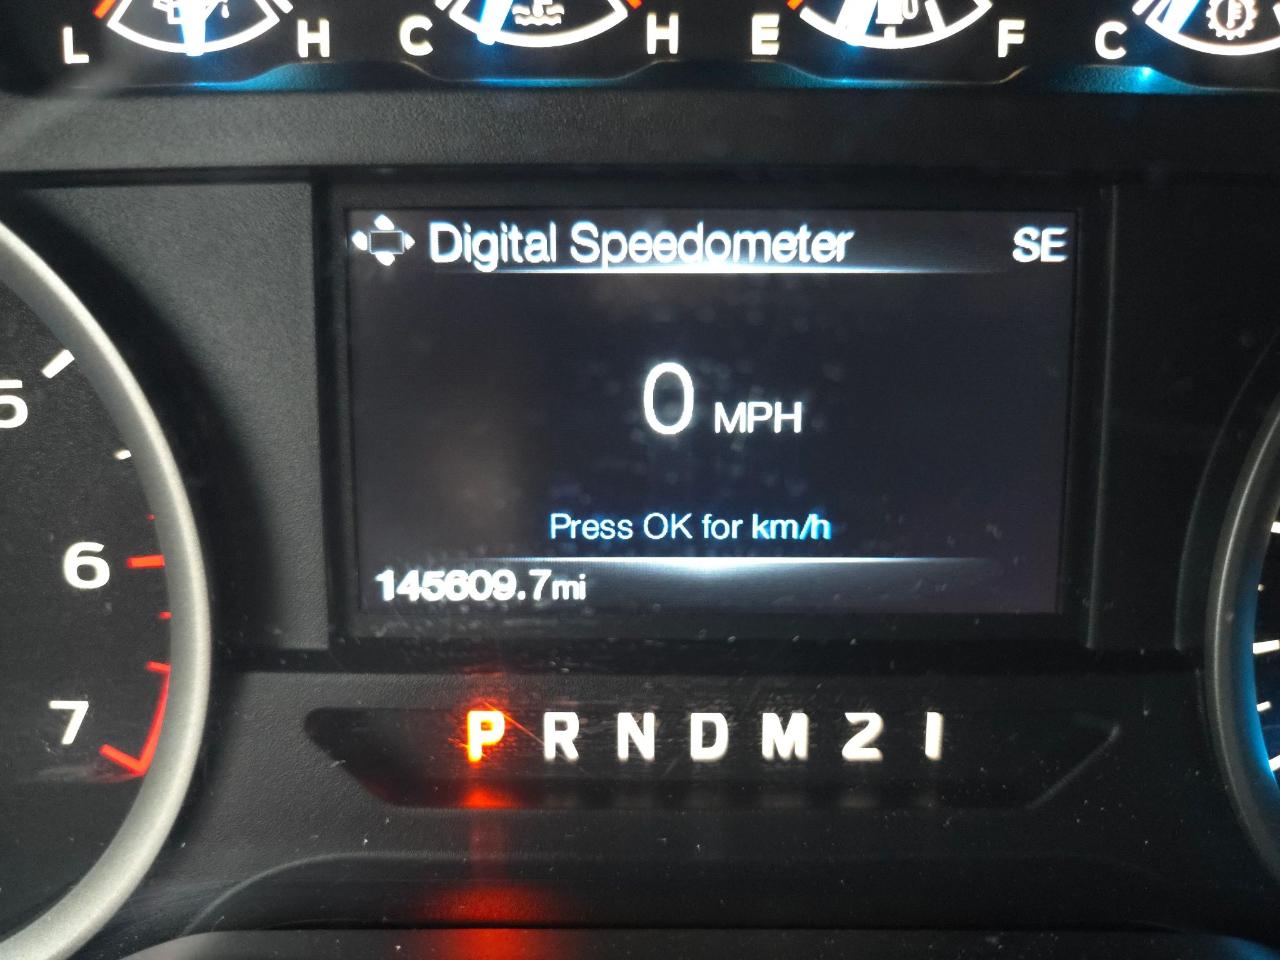 L H C H E F C
Digital Speedometer SE
0 MPH
Press OK for km/h
145609.7mi
5
6
7
P R N D M 2 1